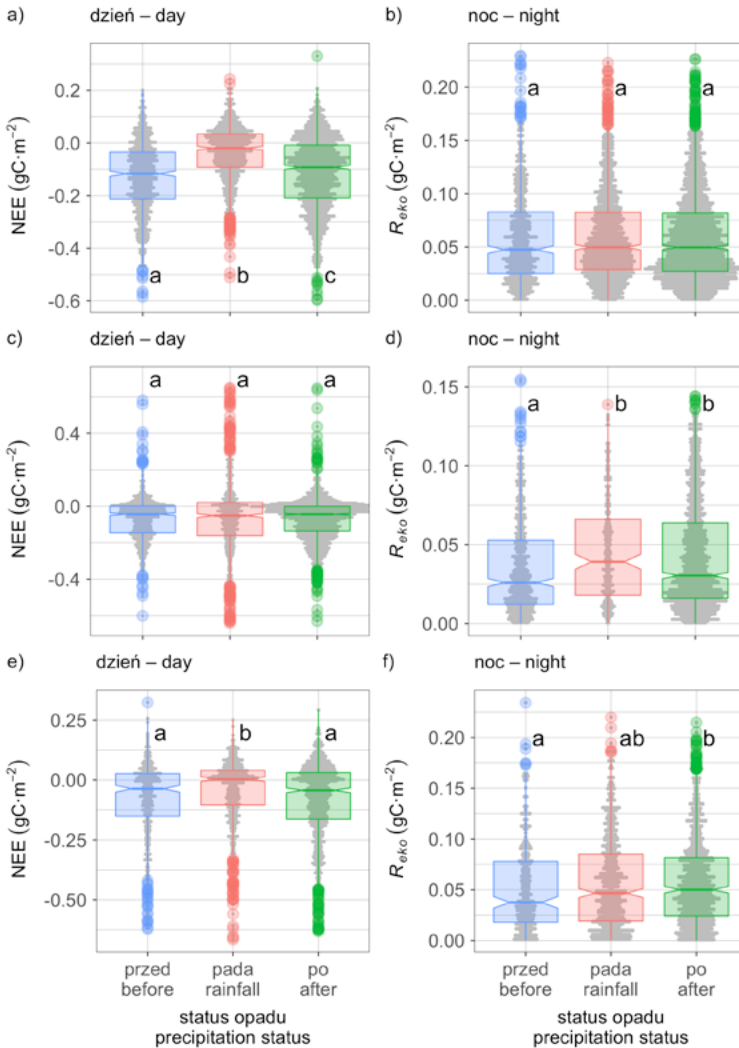 a) dzień – day
b) noc – night
NEE (gC·m⁻²)
0.2
0.0
-0.2
-0.4
-0.6
a b c
R_eko (gC·m⁻²)
0.20
0.15
0.10
0.05
0.00
a a a
c) dzień – day
d) noc – night
NEE (gC·m⁻²)
0.4
0.0
-0.4
a a a
R_eko (gC·m⁻²)
0.15
0.10
0.05
0.00
a b b
e) dzień – day
f) noc – night
NEE (gC·m⁻²)
0.25
0.00
-0.25
-0.50
a b a
R_eko (gC·m⁻²)
0.20
0.15
0.10
0.05
0.00
a ab b
przed pada po
before rainfall after
status opadu
precipitation status
przed pada po
before rainfall after
status opadu
precipitation status